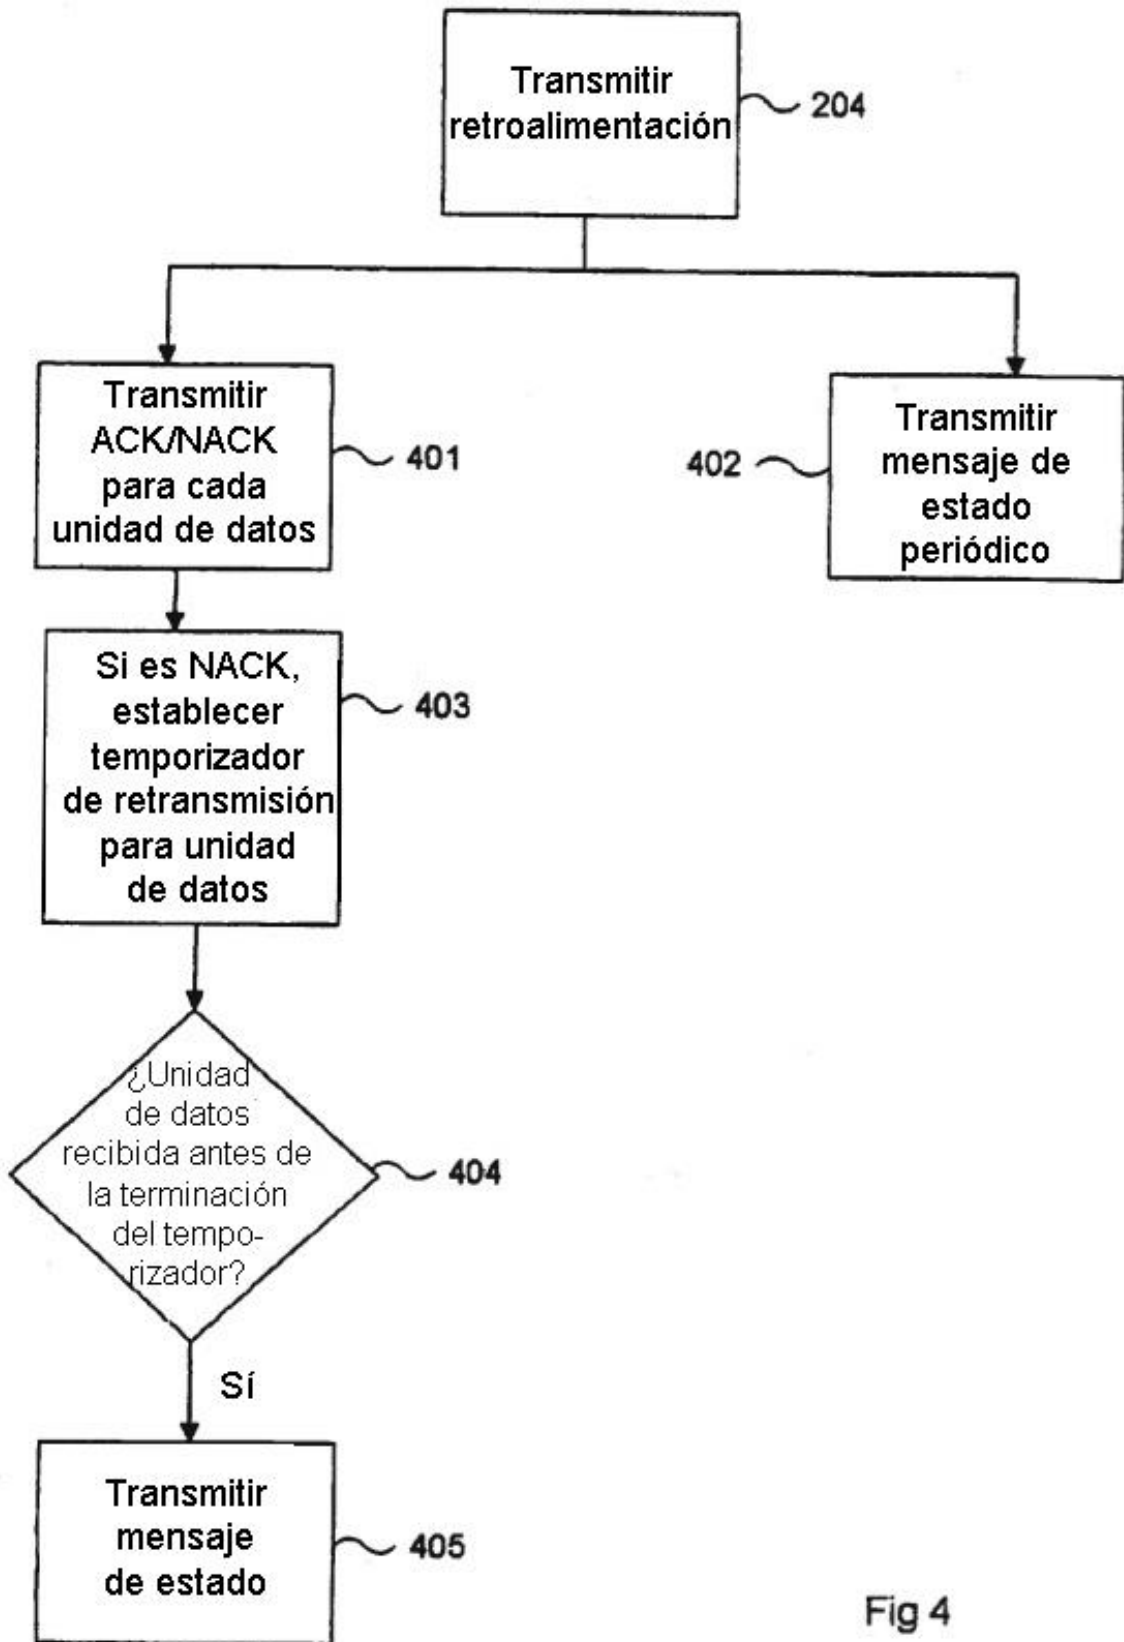 Transmitir
retroalimentación
204
Transmitir
ACK/NACK
para cada
unidad de datos
401
402
Transmitir
mensaje de
estado
periódico
Si es NACK,
establecer
temporizador
de retransmisión
para unidad
de datos
403
¿Unidad
de datos
recibida antes de
la terminación
del tempo-
rizador?
404
Sí
Transmitir
mensaje
de estado
405
Fig 4